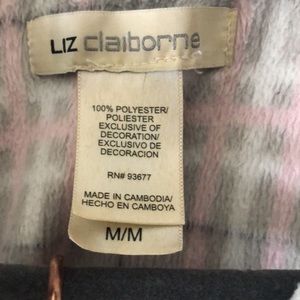 LIZ claiborne
100% POLYESTER/
POLIESTER
EXCLUSIVE OF
DECORATION/
EXCLUSIVO DE
DECORACION
RN# 93677
MADE IN CAMBODIA/
HECHO EN CAMBOYA
M/M